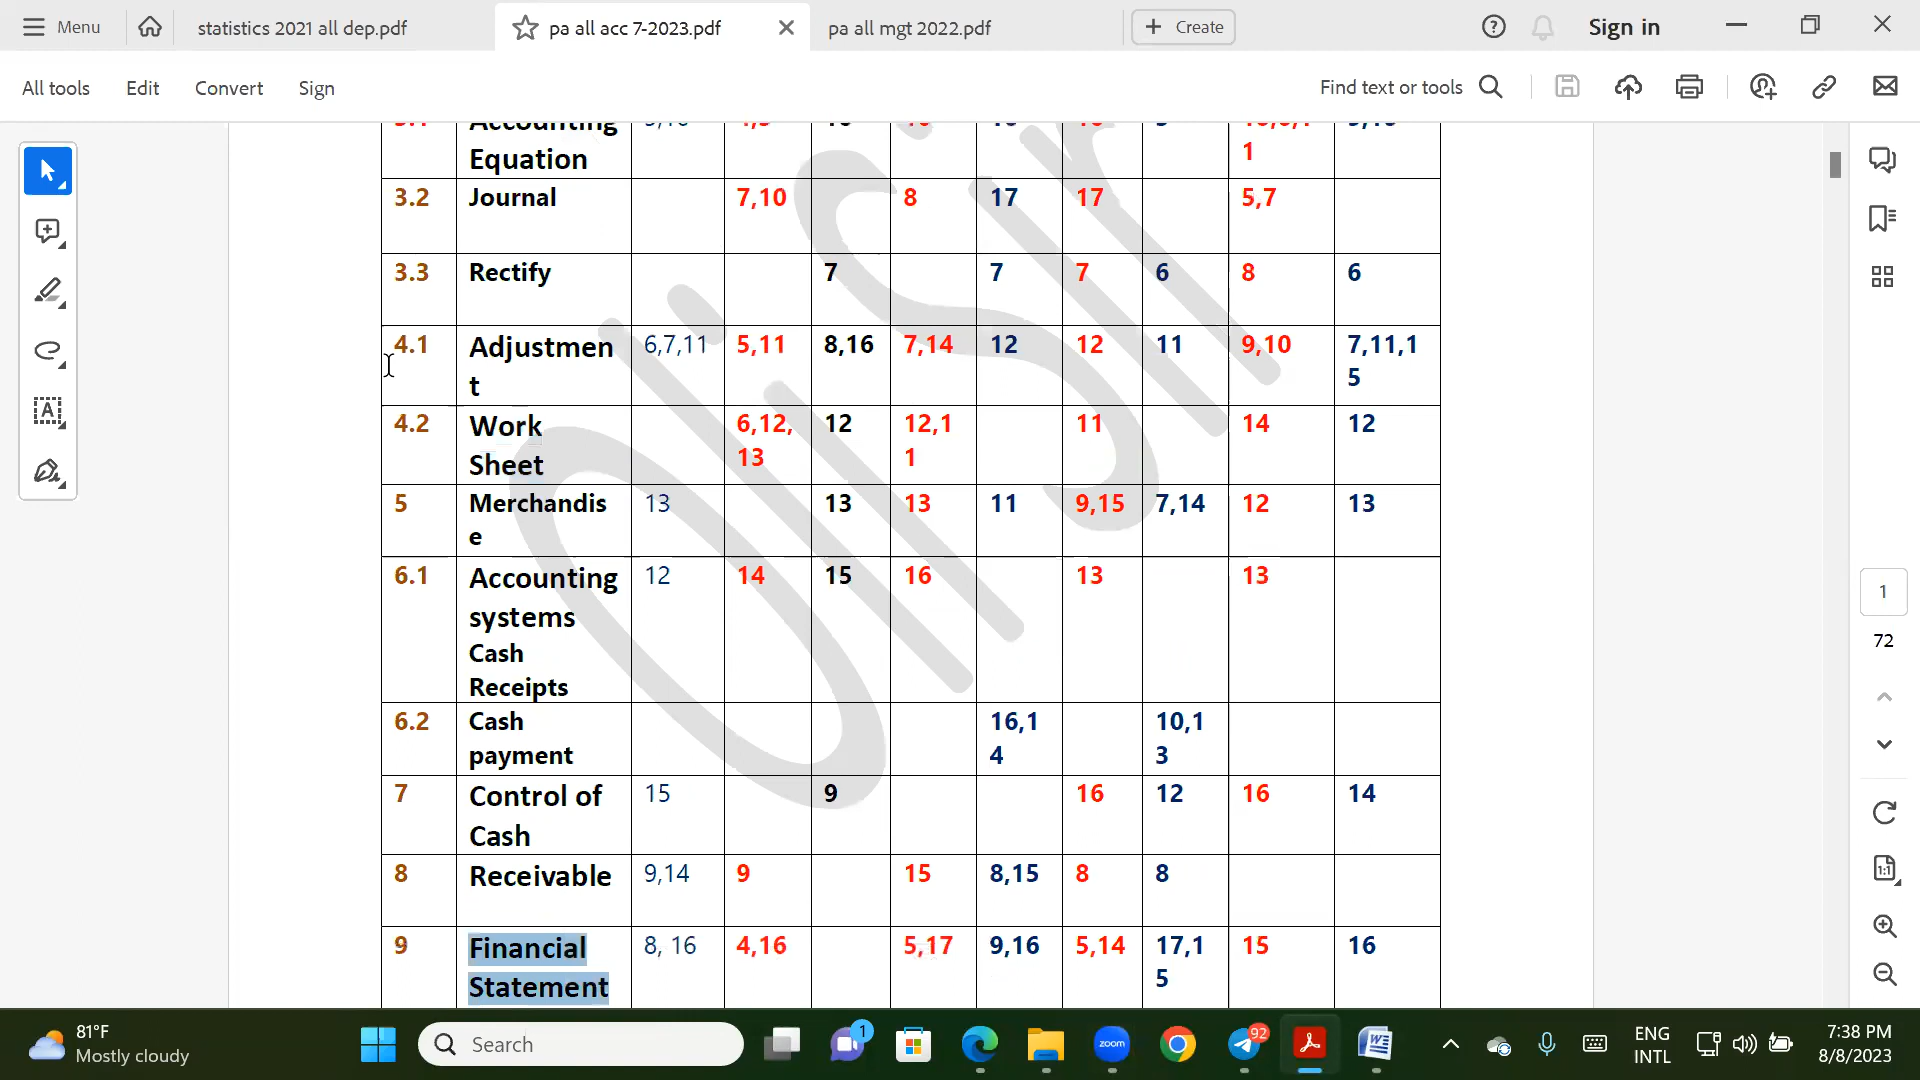 Menu
statistics 2021 all dep.pdf
pa all acc 7-2023.pdf
pa all mgt 2022.pdf
Create
Sign in
All tools
Edit
Convert
Sign
Find text or tools
Accounting
Equation
1
3.2 Journal 7,10 8 17 17 5,7
3.3 Rectify 7 7 7 6 8 6
4.1 Adjustmen 6,7,11 5,11 8,16 7,14 12 12 11 9,10 7,11,1
t 5
4.2 Work 6,12, 12 12,1 11 14 12
Sheet 13 1
5 Merchandis 13 13 13 11 9,15 7,14 12 13
e
6.1 Accounting 12 14 15 16 13 13
systems
Cash
Receipts
6.2 Cash 16,1 10,1
payment 4 3
7 Control of 15 9 16 12 16 14
Cash
8 Receivable 9,14 9 15 8,15 8 8
9 Financial 8, 16 4,16 5,17 9,16 5,14 17,1 15 16
Statement 5
Olli Sir
1
72
81°F
Mostly cloudy
Search
1
zoom
92
ENG
INTL
7:38 PM
8/8/2023